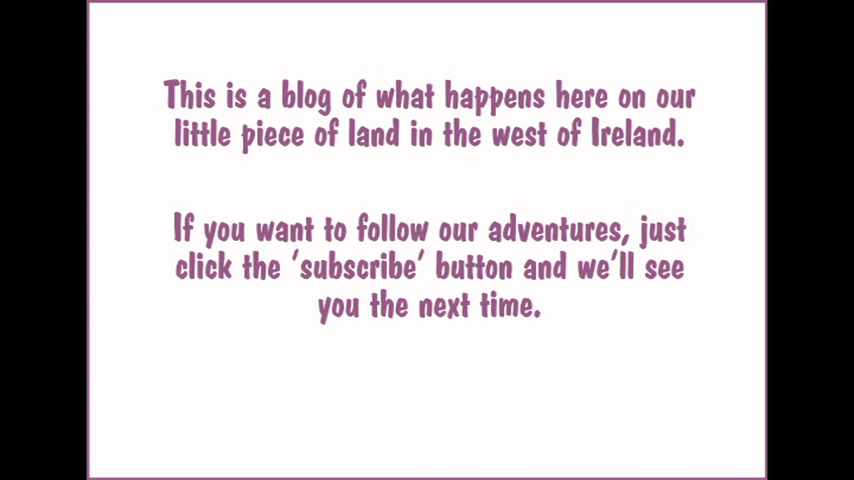 This is a blog of what happens here on our
little piece of land in the west of Ireland.
If you want to follow our adventures, just
click the ‘subscribe’ button and we’ll see
you the next time.